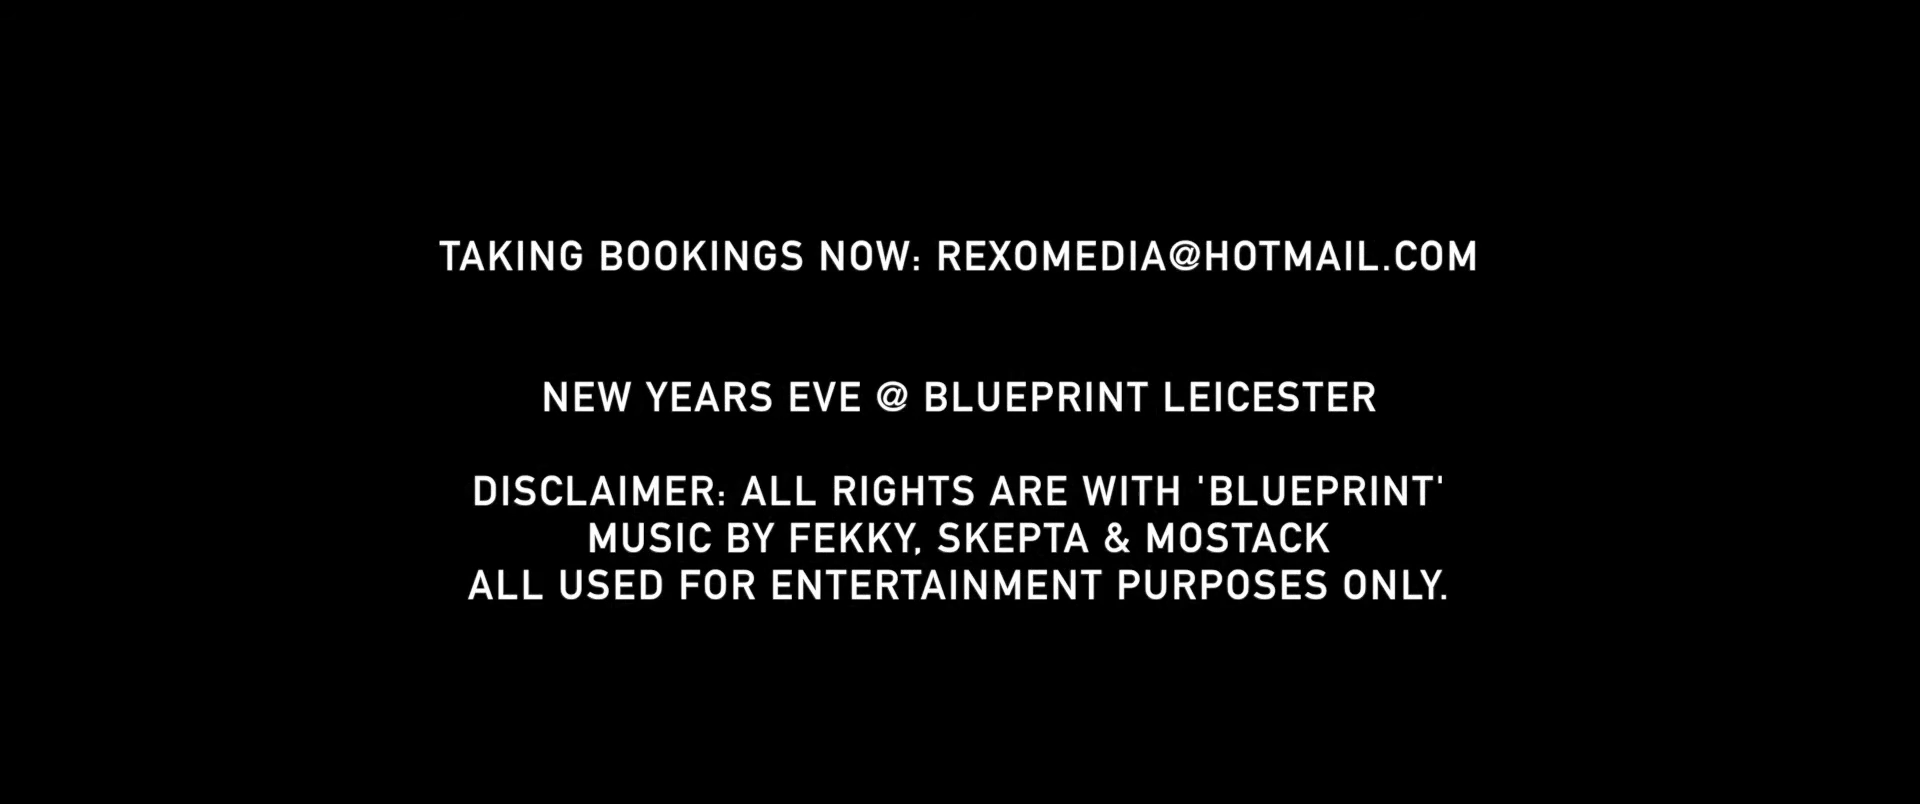 TAKING BOOKINGS NOW: REXOMEDIA@HOTMAIL.COM
NEW YEARS EVE @ BLUEPRINT LEICESTER
DISCLAIMER: ALL RIGHTS ARE WITH 'BLUEPRINT'
MUSIC BY FEKKY, SKEPTA & MOSTACK
ALL USED FOR ENTERTAINMENT PURPOSES ONLY.